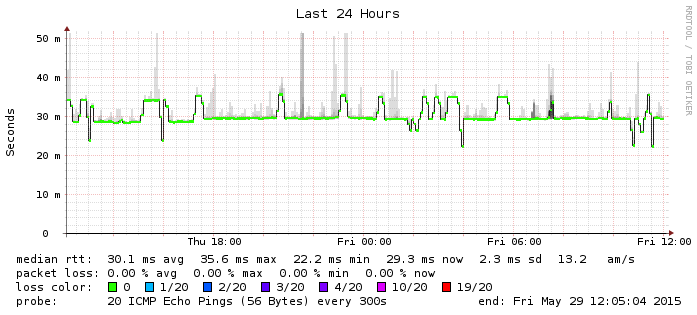 Last 24 Hours
RRDTOOL / TOBI OETIKER
Seconds
50 m
40 m
30 m
20 m
10 m
0
Thu 18:00 Fri 00:00 Fri 06:00 Fri 12:00
median rtt: 30.1 ms avg 35.6 ms max 22.2 ms min 29.3 ms now 2.3 ms sd 13.2 am/s
packet loss: 0.00 % avg 0.00 % max 0.00 % min 0.00 % now
loss color: 0 1/20 2/20 3/20 4/20 10/20 19/20
probe: 20 ICMP Echo Pings (56 Bytes) every 300s end: Fri May 29 12:05:04 2015